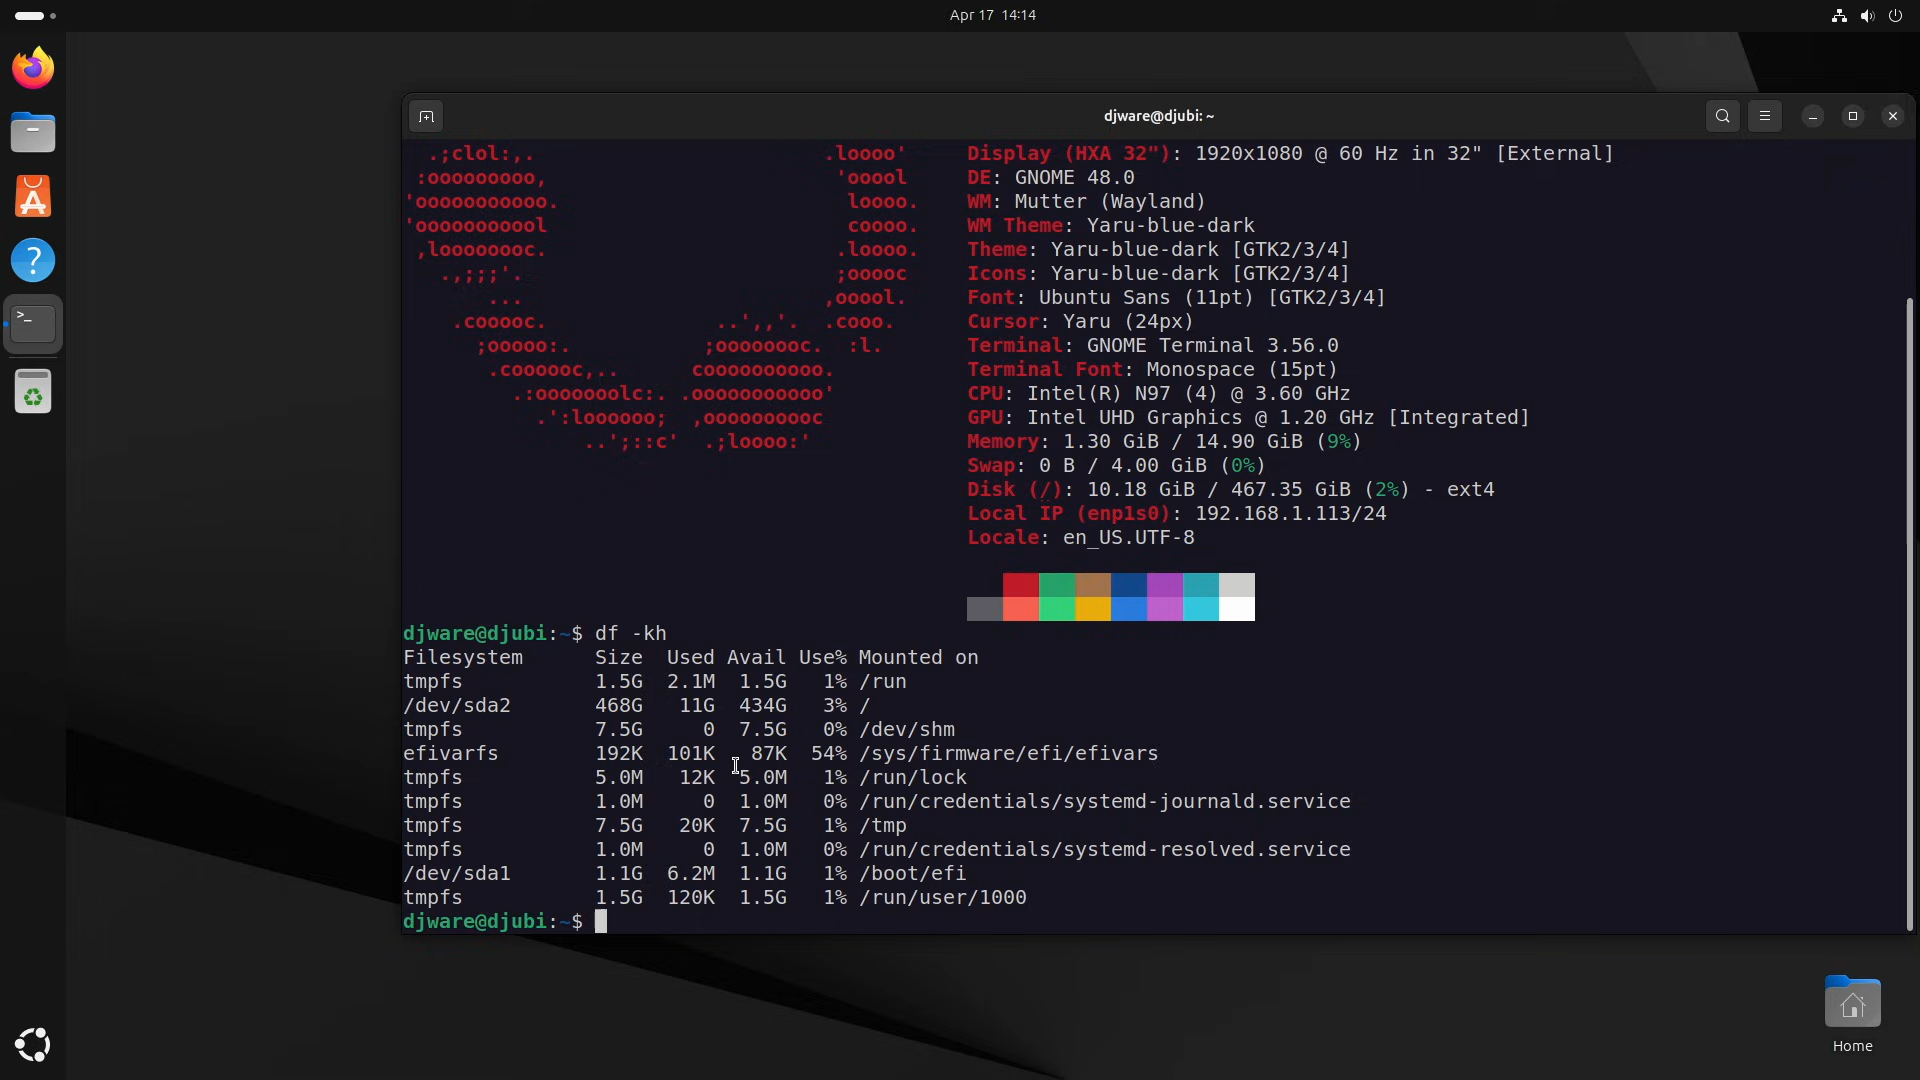 Apr 17 14:14
djware@djubi: ~
.;clol:,. .loooo' Display (HXA 32"): 1920x1080 @ 60 Hz in 32" [External]
:ooooooooo, 'ooool DE: GNOME 48.0
'ooooooooooo. loooo. WM: Mutter (Wayland)
'ooooooooool coooo. WM Theme: Yaru-blue-dark
,loooooooc. .loooo. Theme: Yaru-blue-dark [GTK2/3/4]
.,;;;'. ;ooooc Icons: Yaru-blue-dark [GTK2/3/4]
... ,ooool. Font: Ubuntu Sans (11pt) [GTK2/3/4]
.cooooc. ..',,'. .cooo. Cursor: Yaru (24px)
;ooooo:. ;oooooooc. :l. Terminal: GNOME Terminal 3.56.0
.coooooc,.. coooooooooo. Terminal Font: Monospace (15pt)
.:ooooooolc:. .ooooooooooo' CPU: Intel(R) N97 (4) @ 3.60 GHz
.':loooooo; ,oooooooooc GPU: Intel UHD Graphics @ 1.20 GHz [Integrated]
..';::c' .;loooo:' Memory: 1.30 GiB / 14.90 GiB (9%)
Swap: 0 B / 4.00 GiB (0%)
Disk (/): 10.18 GiB / 467.35 GiB (2%) - ext4
Local IP (enp1s0): 192.168.1.113/24
Locale: en_US.UTF-8
djware@djubi:~$ df -kh
Filesystem Size Used Avail Use% Mounted on
tmpfs 1.5G 2.1M 1.5G 1% /run
/dev/sda2 468G 11G 434G 3% /
tmpfs 7.5G 0 7.5G 0% /dev/shm
efivarfs 192K 101K 87K 54% /sys/firmware/efi/efivars
tmpfs 5.0M 12K 5.0M 1% /run/lock
tmpfs 1.0M 0 1.0M 0% /run/credentials/systemd-journald.service
tmpfs 7.5G 20K 7.5G 1% /tmp
tmpfs 1.0M 0 1.0M 0% /run/credentials/systemd-resolved.service
/dev/sda1 1.1G 6.2M 1.1G 1% /boot/efi
tmpfs 1.5G 120K 1.5G 1% /run/user/1000
djware@djubi:~$
Home